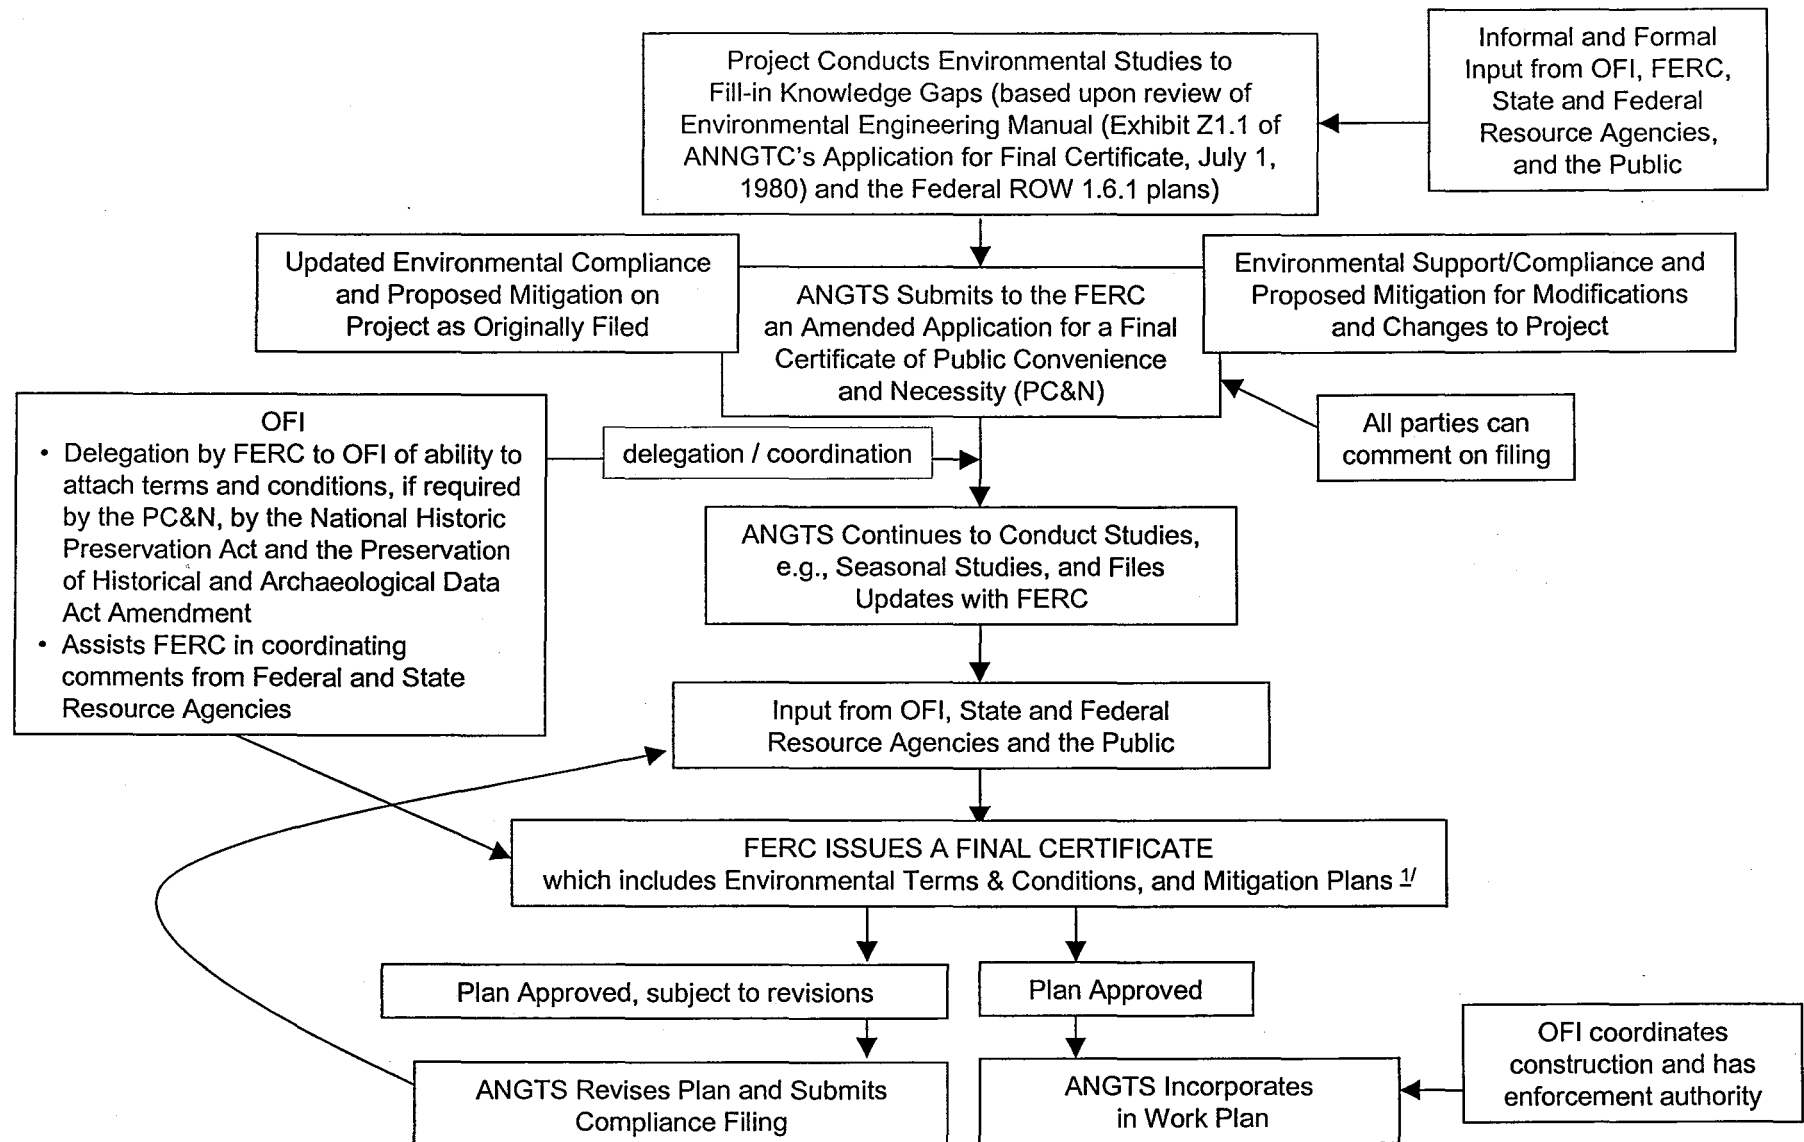 Project Conducts Environmental Studies to
Fill-in Knowledge Gaps (based upon review of
Environmental Engineering Manual (Exhibit Z1.1 of
ANNGTC's Application for Final Certificate, July 1,
1980) and the Federal ROW 1.6.1 plans)
Informal and Formal
Input from OFI, FERC,
State and Federal
Resource Agencies,
and the Public
Updated Environmental Compliance
and Proposed Mitigation on
Project as Originally Filed
ANGTS Submits to the FERC
an Amended Application for a Final
Certificate of Public Convenience
and Necessity (PC&N)
Environmental Support/Compliance and
Proposed Mitigation for Modifications
and Changes to Project
All parties can
comment on filing
OFI
• Delegation by FERC to OFI of ability to
attach terms and conditions, if required
by the PC&N, by the National Historic
Preservation Act and the Preservation
of Historical and Archaeological Data
Act Amendment
• Assists FERC in coordinating
comments from Federal and State
Resource Agencies
delegation / coordination
ANGTS Continues to Conduct Studies,
e.g., Seasonal Studies, and Files
Updates with FERC
Input from OFI, State and Federal
Resource Agencies and the Public
FERC ISSUES A FINAL CERTIFICATE
which includes Environmental Terms & Conditions, and Mitigation Plans 1/
Plan Approved, subject to revisions
Plan Approved
ANGTS Revises Plan and Submits
Compliance Filing
ANGTS Incorporates
in Work Plan
OFI coordinates
construction and has
enforcement authority